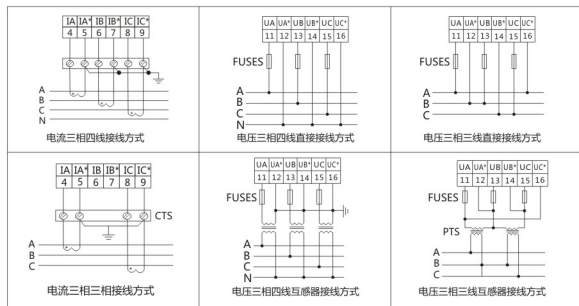 IA IA* IB IB* IC IC*
4 5 6 7 8 9
A
B
C
N
电流三相四线接线方式
UA UA* UB UB* UC UC*
11 12 13 14 15 16
FUSES
A
B
C
N
电压三相四线直接接线方式
UA UA* UB UB* UC UC*
11 12 13 14 15 16
FUSES
A
B
C
电压三相三线直接接线方式
IA IA* IB IB* IC IC*
4 5 6 7 8 9
CTS
A
B
C
电流三相三相接线方式
UA UA* UB UB* UC UC*
11 12 13 14 15 16
FUSES
A
B
C
N
电压三相四线互感器接线方式
UA UA* UB UB* UC UC*
11 12 13 14 15 16
FUSES
PTS
A
B
C
电压三相三线互感器接线方式